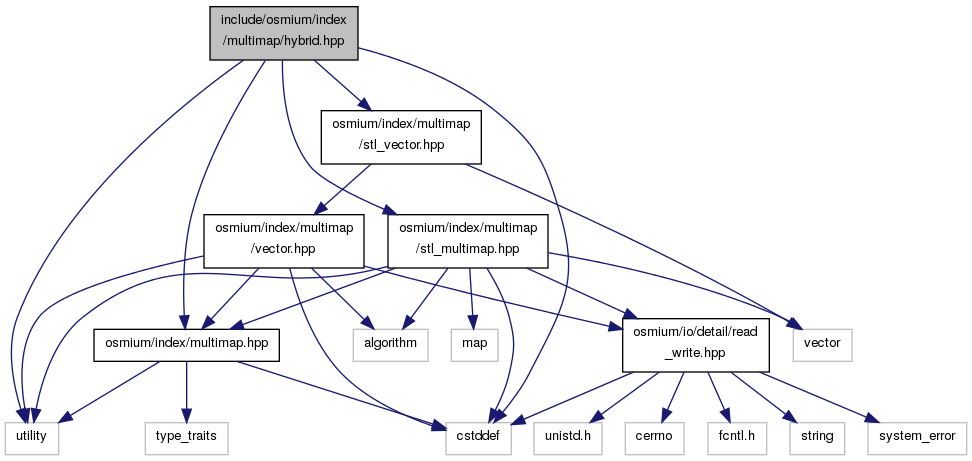 include/osmium/index
/multimap/hybrid.hpp
osmium/index/multimap
/stl_vector.hpp
osmium/index/multimap
/vector.hpp
osmium/index/multimap
/stl_multimap.hpp
osmium/index/multimap.hpp
algorithm
map
osmium/io/detail/read
_write.hpp
vector
utility
type_traits
cstddef
unistd.h
cerrno
fcntl.h
string
system_error